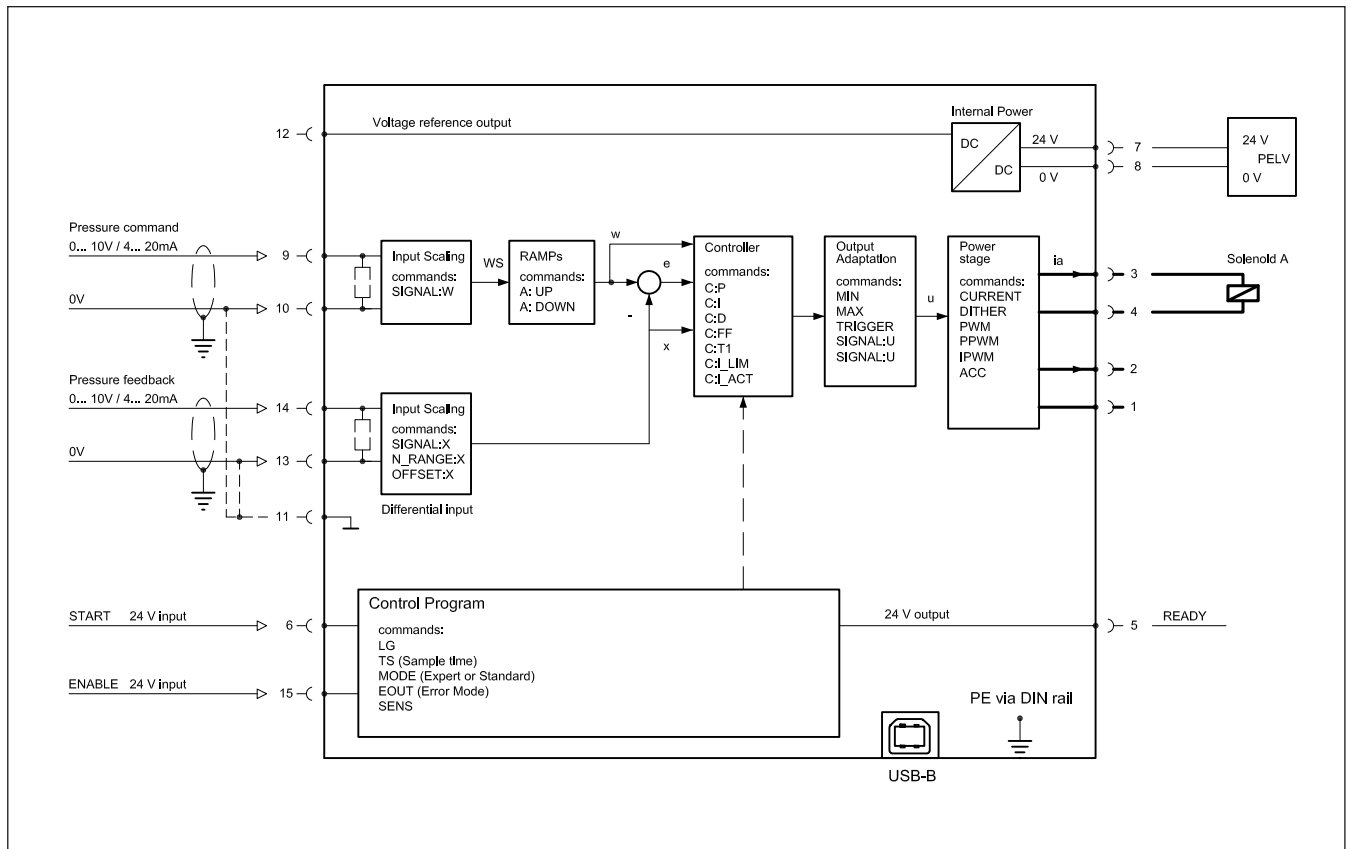 Internal Power
12
Voltage reference output
DC
DC
24 V
0 V
7
8
24 V
PELV
0 V
Pressure command
0... 10V / 4... 20mA
9
0V
10
Input Scaling
commands:
SIGNAL:W
WS
RAMPs
commands:
A: UP
A: DOWN
w
e
-
x
Controller
commands:
C:P
C:I
C:D
C:FF
C:T1
C:I_LIM
C:I_ACT
Output
Adaptation
commands:
MIN
MAX
TRIGGER
SIGNAL:U
SIGNAL:U
u
Power
stage
commands:
CURRENT
DITHER
PWM
PPWM
IPWM
ACC
ia
3
4
2
1
Solenoid A
Pressure feedback
0... 10V / 4... 20mA
14
0V
13
11
Input Scaling
commands:
SIGNAL:X
N_RANGE:X
OFFSET:X
Differential input
START 24 V input
6
ENABLE 24 V input
15
Control Program
commands:
LG
TS (Sample time)
MODE (Expert or Standard)
EOUT (Error Mode)
SENS
24 V output
5
READY
PE via DIN rail
USB-B